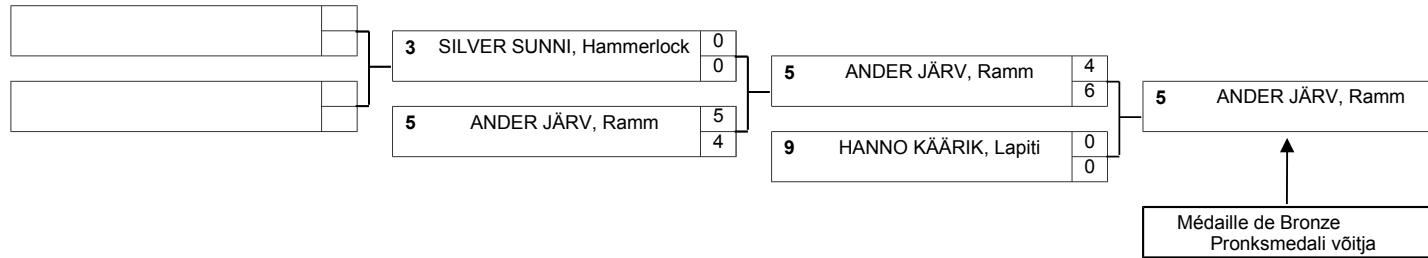 3 SILVER SUNNI, Hammerlock 0
0
5 ANDER JÄRV, Ramm 5
4
5 ANDER JÄRV, Ramm 4
6
9 HANNO KÄÄRIK, Lapiti 0
0
5 ANDER JÄRV, Ramm
Médaille de Bronze
Pronksmedali võitja